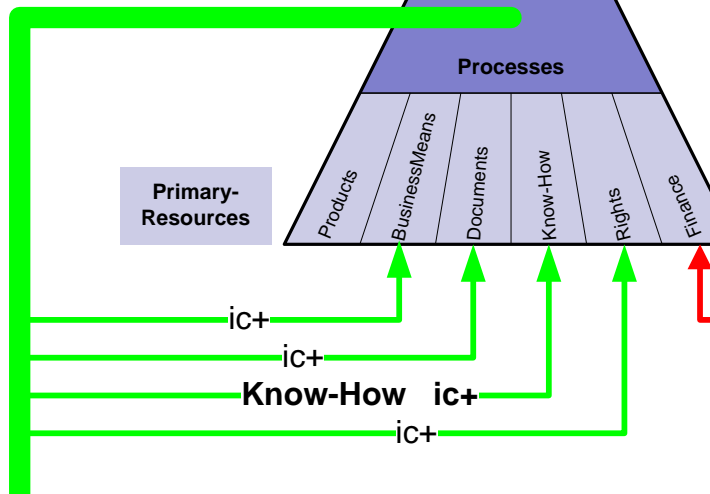 Processes
Primary-
Resources
Products
BusinessMeans
Documents
Know-How
Rights
Finance
ic+
ic+
Know-How ic+
ic+